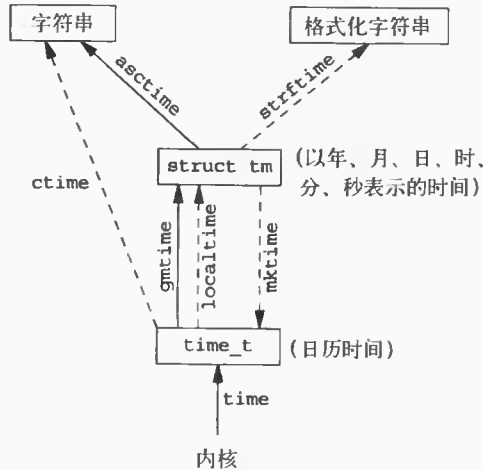 字符串
格式化字符串
asctime
strftime
ctime
struct tm
(以年、月、日、时、
分、秒表示的时间)
gmtime
localtime
mktime
time_t
(日历时间)
time
内核